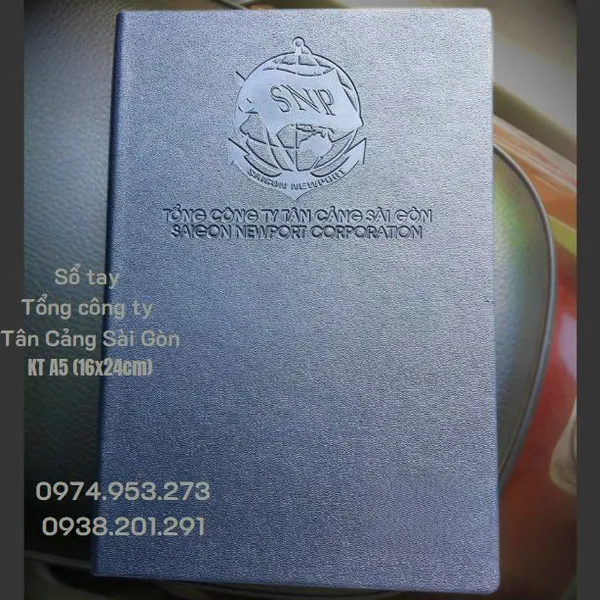 SNP
SAIGON NEWPORT
TỔNG CÔNG TY TÂN CẢNG SÀI GÒN
SAIGON NEWPORT CORPORATION
Sổ tay
Tổng công ty
Tân Cảng Sài Gòn
KT A5 (16x24cm)
0974.953.273
0938.201.291